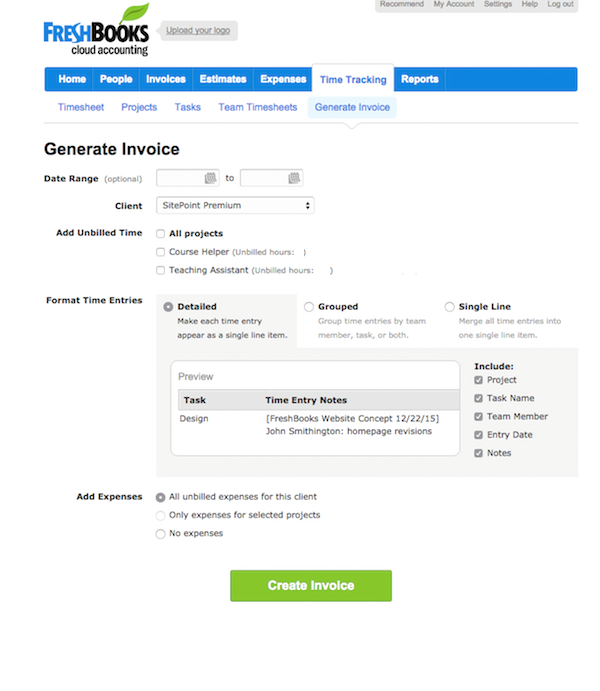 Recommend My Account Settings Help Log out
FRESHBOOKS
cloud accounting
Upload your logo
Home People Invoices Estimates Expenses Time Tracking Reports
Timesheet Projects Tasks Team Timesheets Generate Invoice
Generate Invoice
Date Range (optional) to
Client SitePoint Premium
Add Unbilled Time All projects
Course Helper (Unbilled hours: )
Teaching Assistant (Unbilled hours: )
Format Time Entries Detailed Grouped Single Line
Make each time entry Group time entries by team Merge all time entries into
appear as a single line item. member, task, or both. one single line item.
Include:
Preview Project
Task Time Entry Notes Task Name
Design [FreshBooks Website Concept 12/22/15] Team Member
John Smithington: homepage revisions Entry Date
Notes
Add Expenses All unbilled expenses for this client
Only expenses for selected projects
No expenses
Create Invoice